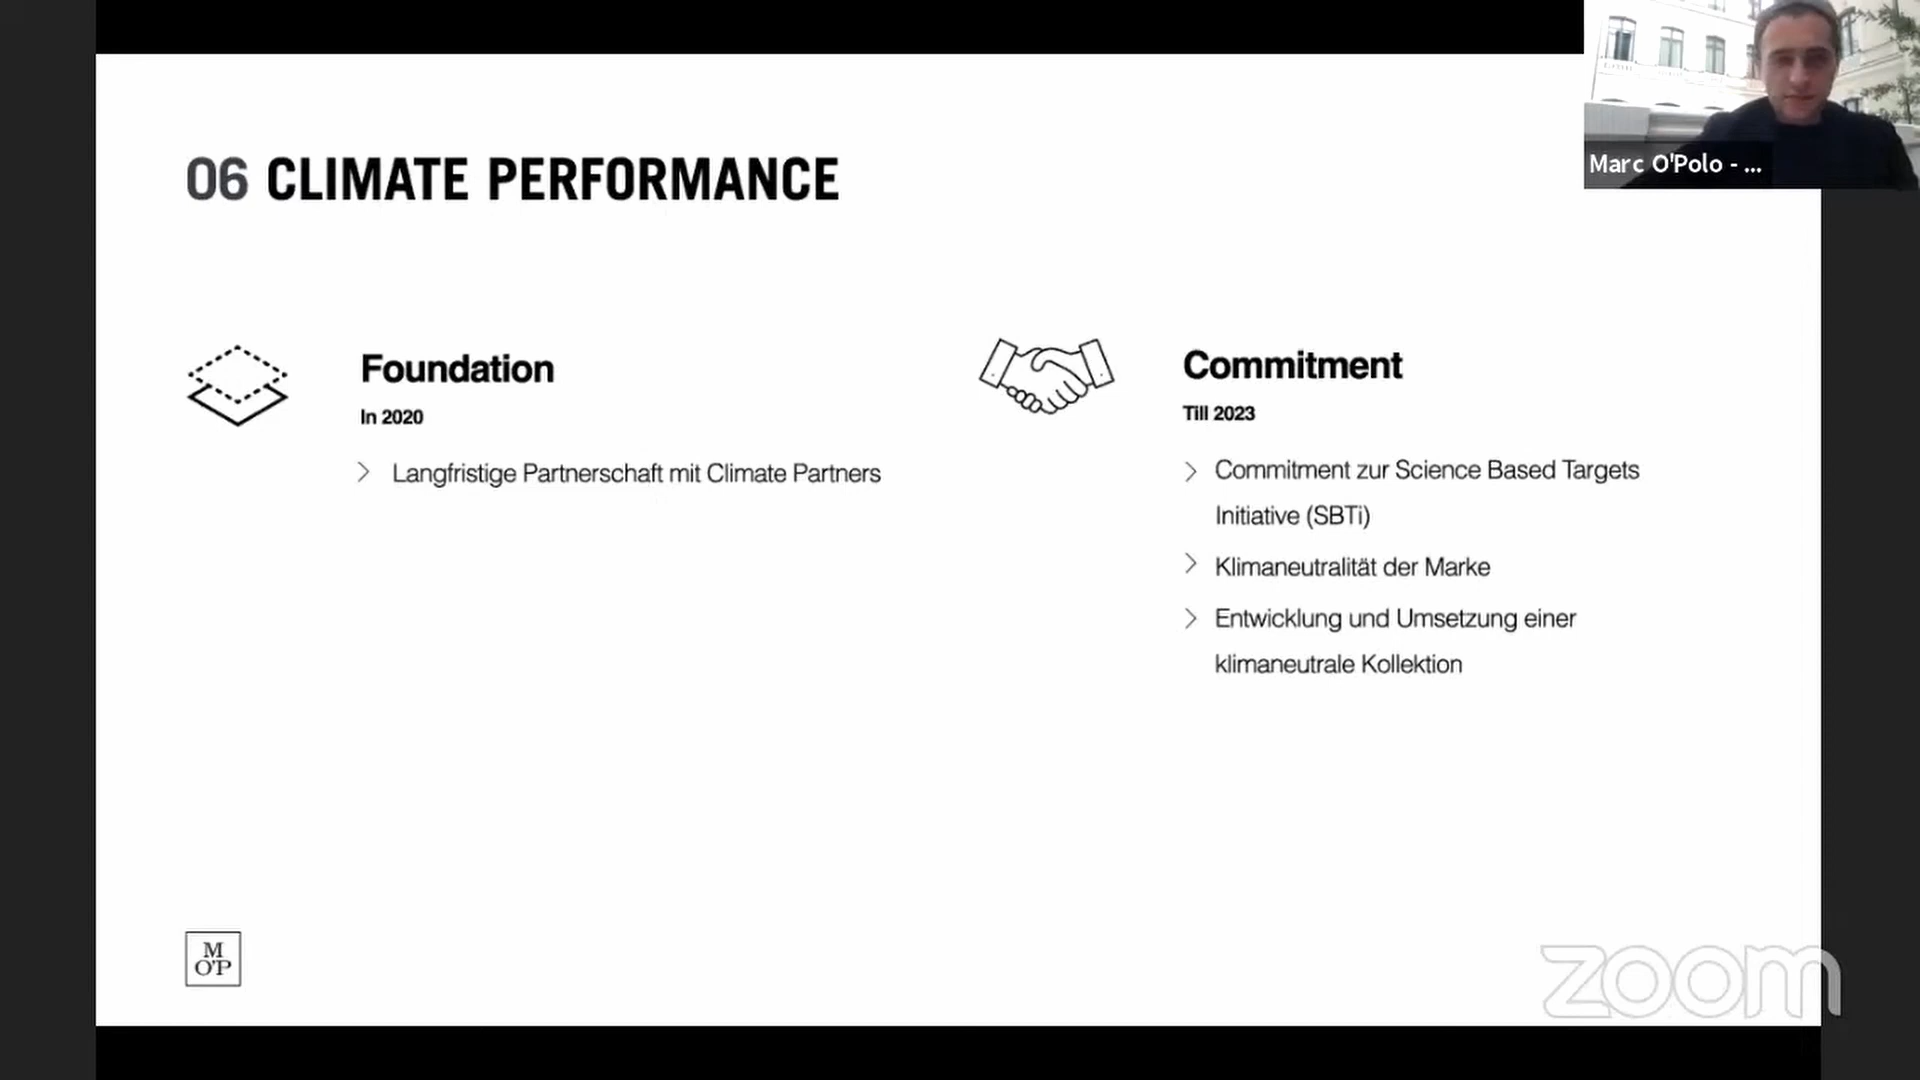 06 CLIMATE PERFORMANCE
Foundation
In 2020
Langfristige Partnerschaft mit Climate Partners
Commitment
Till 2023
Commitment zur Science Based Targets
Initiative (SBTi)
Klimaneutralität der Marke
Entwicklung und Umsetzung einer
klimaneutrale Kollektion
Marc O'Polo - ...
M
O'P
zoom